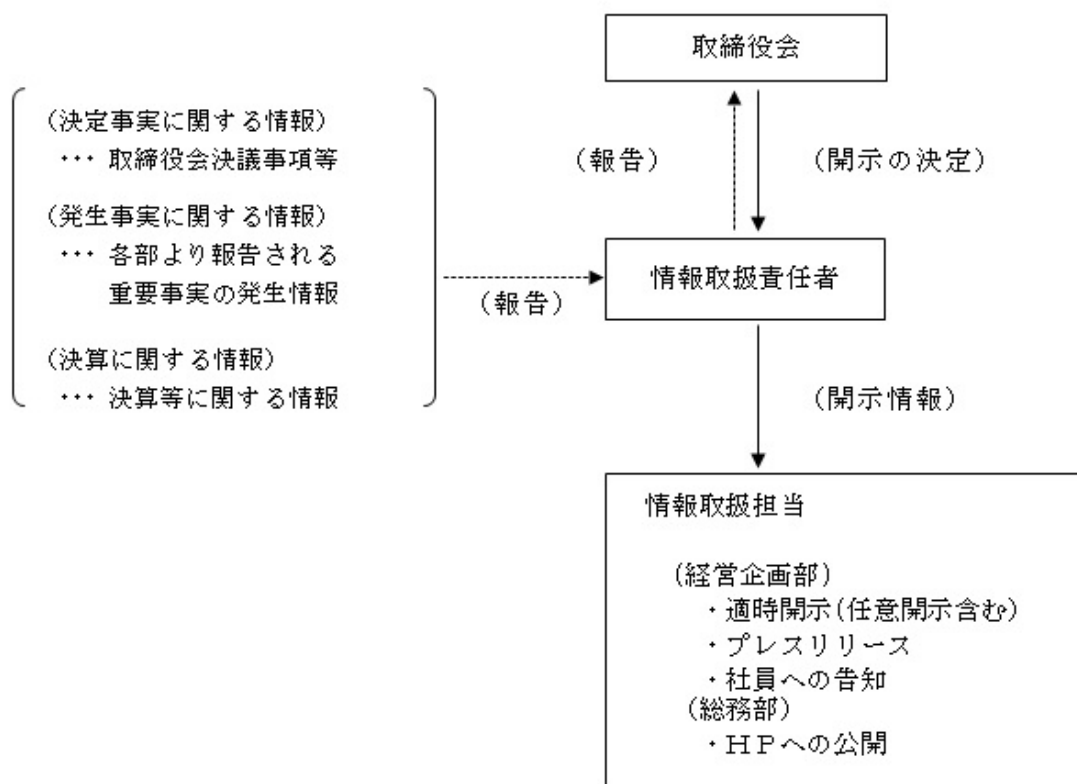 取締役会
(決定事実に関する情報)
… 取締役会決議事項等
(報告)
(開示の決定)
(発生事実に関する情報)
… 各部より報告される
重要事実の発生情報
(報告)
情報取扱責任者
(決算に関する情報)
… 決算等に関する情報
(開示情報)
情報取扱担当
(経営企画部)
・適時開示(任意開示含む)
・プレスリリース
・社員への告知
(総務部)
・ＨＰへの公開